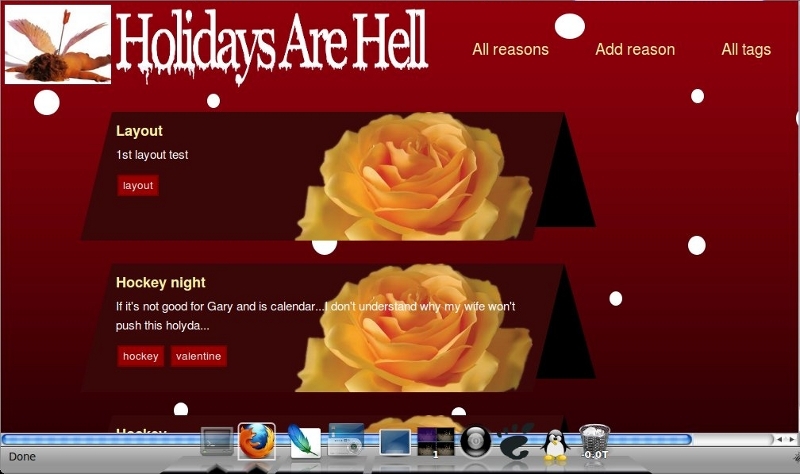 Holidays Are Hell
All reasons Add reason All tags
Layout
1st layout test
layout
Hockey night
If it's not good for Gary and is calendar...I don't understand why my wife won't
push this holyda...
hockey valentine
Hockey
Done
1
-0.0T